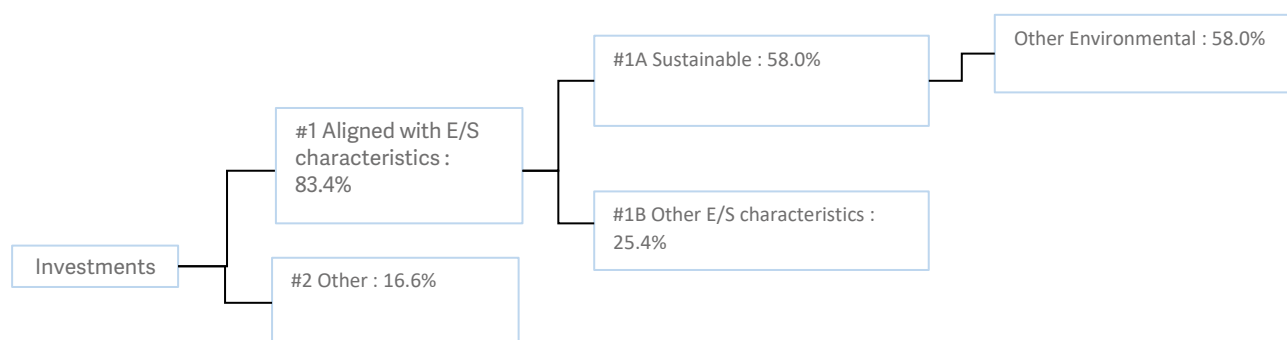 Other Environmental : 58.0%
#1A Sustainable : 58.0%
#1 Aligned with E/S
characteristics :
83.4%
#1B Other E/S characteristics :
25.4%
Investments
#2 Other : 16.6%